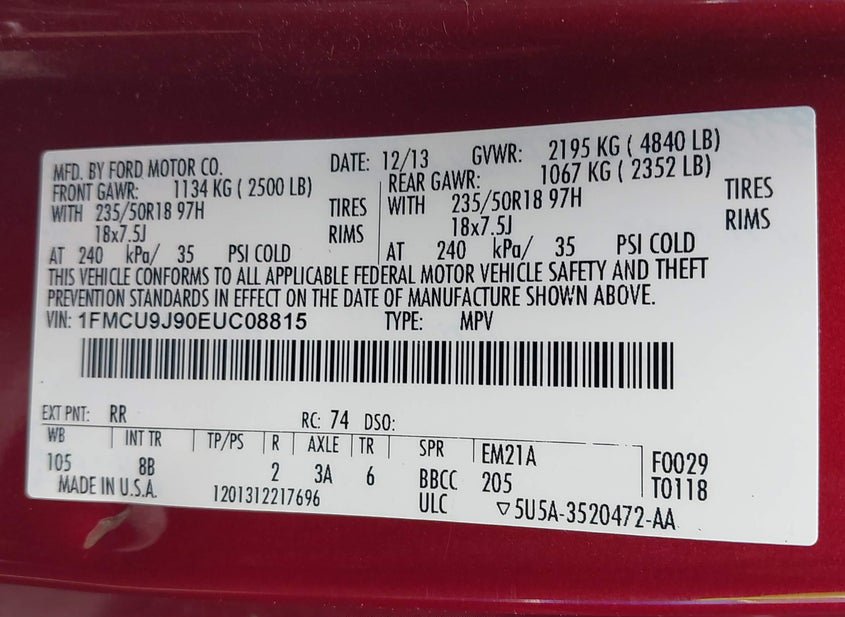 MFD. BY FORD MOTOR CO. DATE: 12/13 GVWR: 2195 KG ( 4840 LB)
FRONT GAWR: 1134 KG ( 2500 LB) REAR GAWR: 1067 KG ( 2352 LB)
WITH 235/50R18 97H TIRES WITH 235/50R18 97H TIRES
18x7.5J RIMS 18x7.5J RIMS
AT 240 kPa/ 35 PSI COLD AT 240 kPa/ 35 PSI COLD
THIS VEHICLE CONFORMS TO ALL APPLICABLE FEDERAL MOTOR VEHICLE SAFETY AND THEFT
PREVENTION STANDARDS IN EFFECT ON THE DATE OF MANUFACTURE SHOWN ABOVE.
VIN: 1FMCU9J90EUC08815 TYPE: MPV
EXT PNT: RR RC: 74 DSO:
WB INT TR TP/PS R AXLE TR SPR EM21A F0029
105 8B 2 3A 6 BBCC 205 T0118
MADE IN U.S.A. 1201312217696 ULC ▽5U5A-3520472-AA